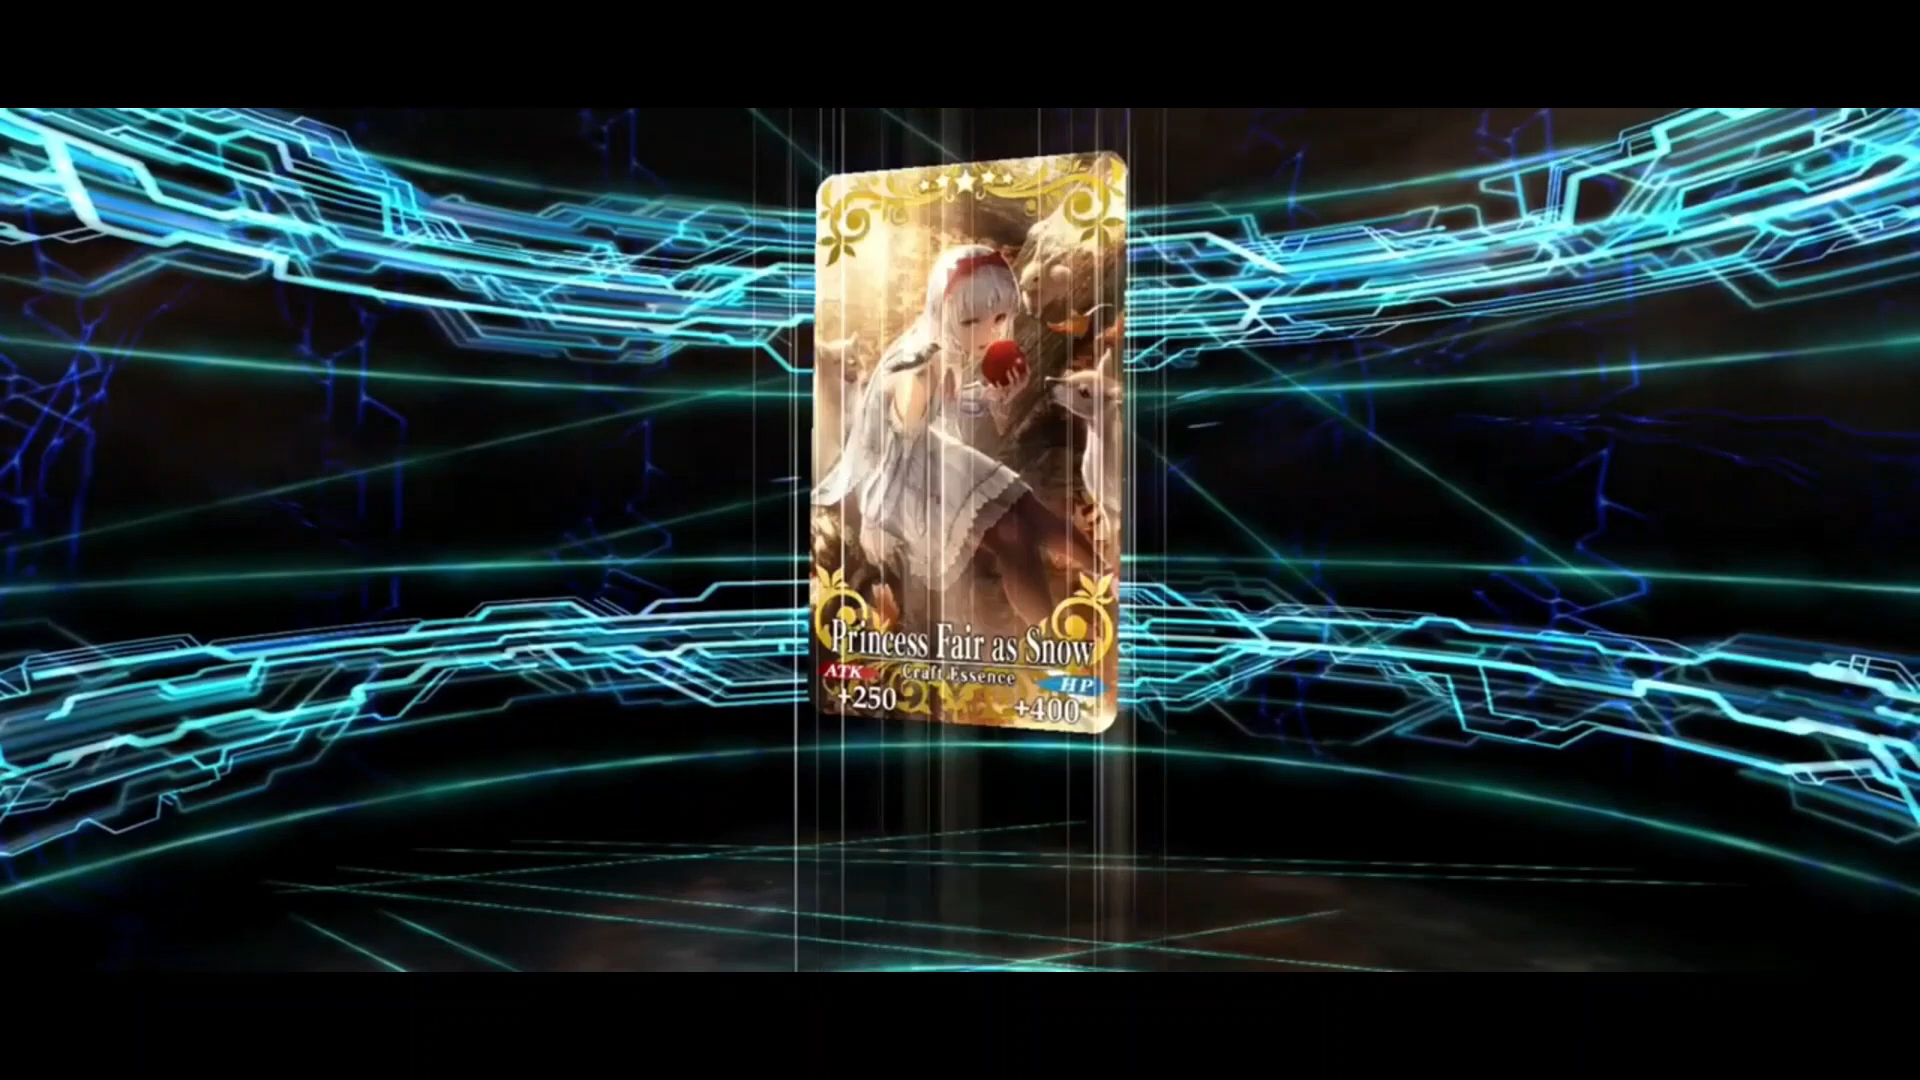 Princess Fair as Snow
Craft Essence
ATK
HP
+250
+400